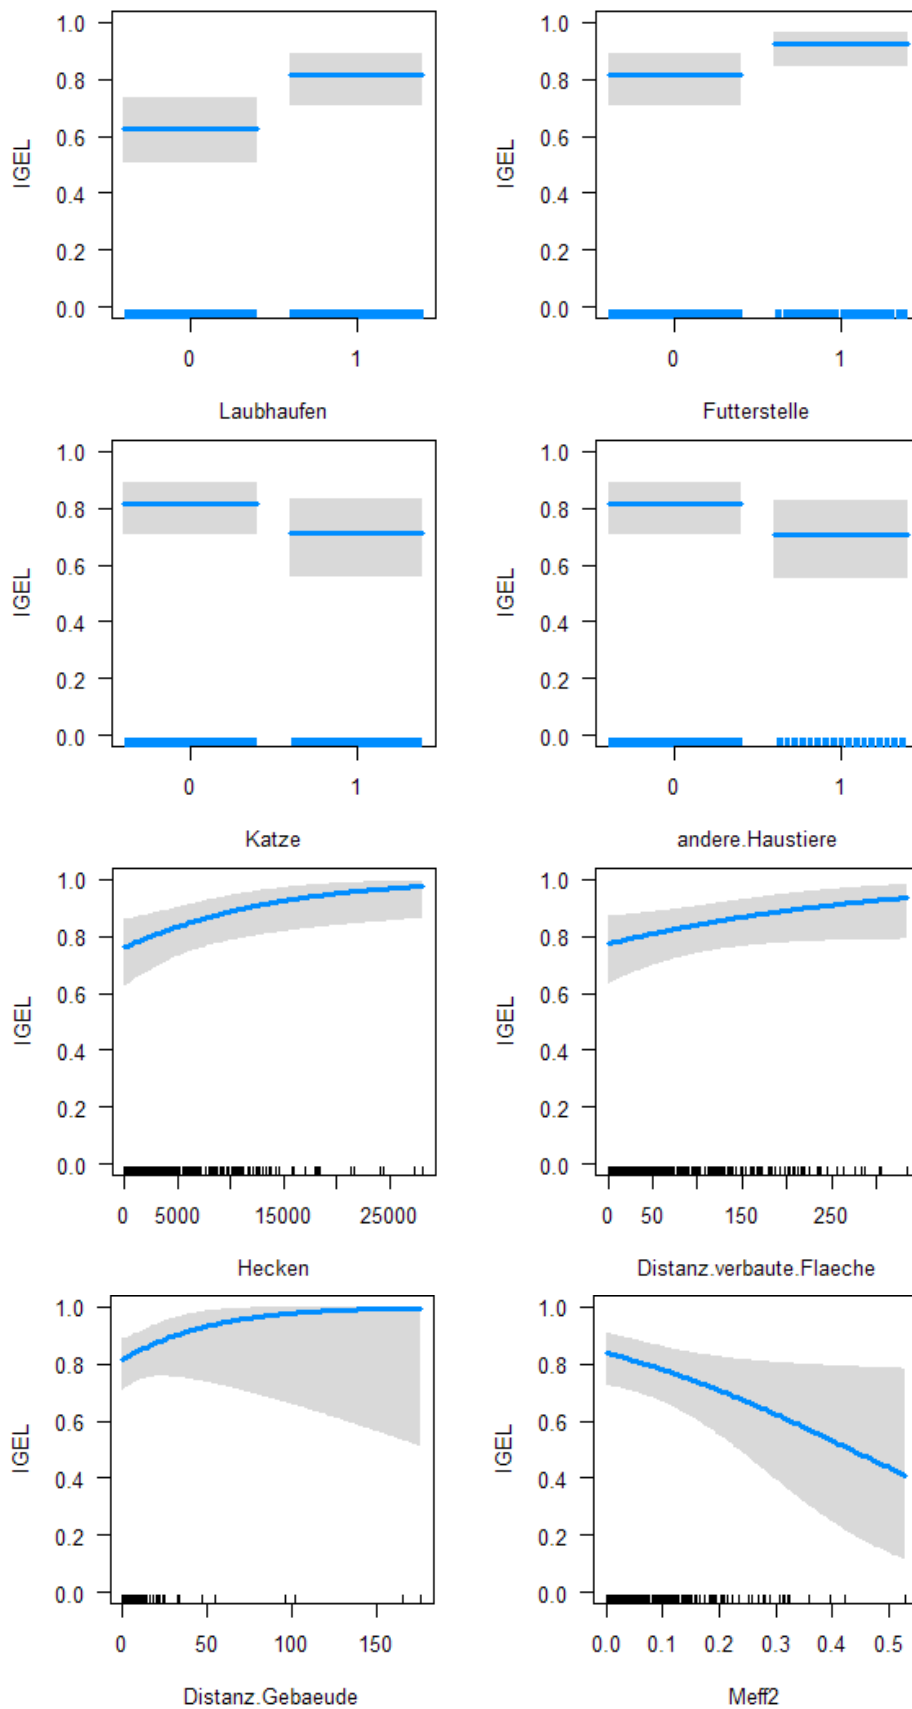 1.0
0.8
0.6
0.4
0.2
0.0
IGEL
0 1
Laubhaufen
1.0
0.8
0.6
0.4
0.2
0.0
IGEL
0 1
Futterstelle
1.0
0.8
0.6
0.4
0.2
0.0
IGEL
0 1
Katze
1.0
0.8
0.6
0.4
0.2
0.0
IGEL
0 1
andere.Haustiere
1.0
0.8
0.6
0.4
0.2
0.0
IGEL
0 5000 15000 25000
Hecken
1.0
0.8
0.6
0.4
0.2
0.0
IGEL
0 50 150 250
Distanz.verbaute.Flaeche
1.0
0.8
0.6
0.4
0.2
0.0
IGEL
0 50 100 150
Distanz.Gebaeude
1.0
0.8
0.6
0.4
0.2
0.0
IGEL
0.0 0.1 0.2 0.3 0.4 0.5
Meff2